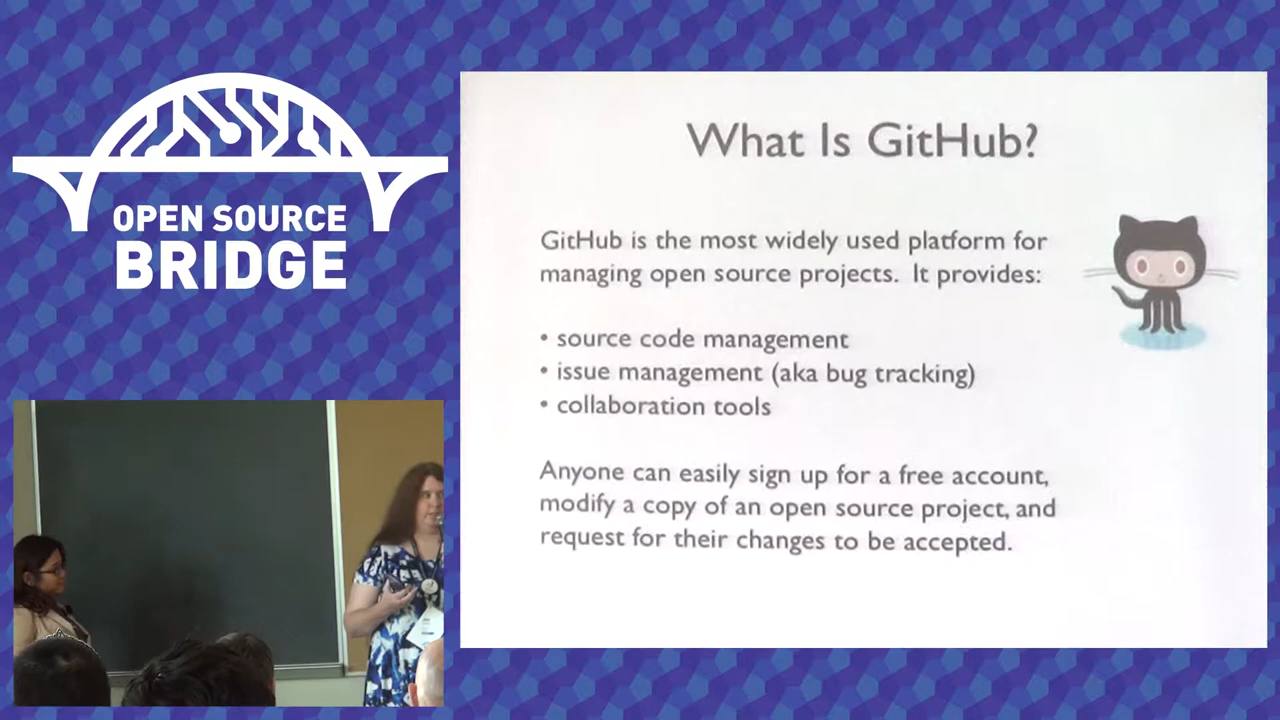 OPEN SOURCE
BRIDGE
What Is GitHub?
GitHub is the most widely used platform for
managing open source projects. It provides:
• source code management
• issue management (aka bug tracking)
• collaboration tools
Anyone can easily sign up for a free account,
modify a copy of an open source project, and
request for their changes to be accepted.